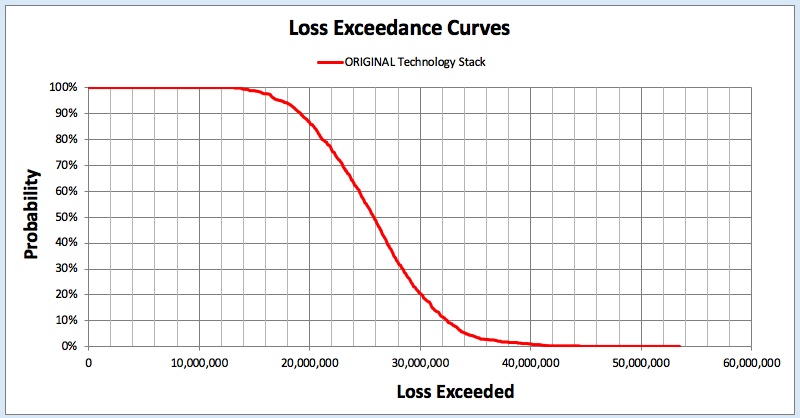 Loss Exceedance Curves
ORIGINAL Technology Stack
Probability
100%
90%
80%
70%
60%
50%
40%
30%
20%
10%
0%
0 10,000,000 20,000,000 30,000,000 40,000,000 50,000,000 60,000,000
Loss Exceeded